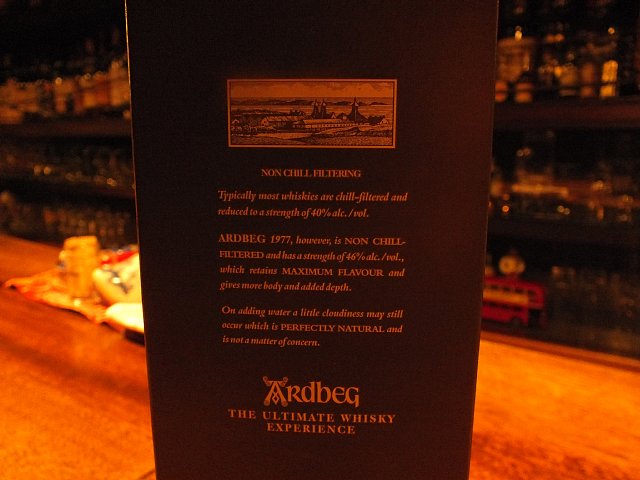 NON CHILL FILTERING
Typically most whiskies are chill-filtered and
reduced to a strength of 40% alc./vol.
ARDBEG 1977, however, is NON CHILL-
FILTERED and has a strength of 46% alc./vol.,
which retains MAXIMUM FLAVOUR and
gives more body and added depth.
On adding water a little cloudiness may still
occur which is PERFECTLY NATURAL and
is not a matter of concern.
ARDBEG
THE ULTIMATE WHISKY
EXPERIENCE